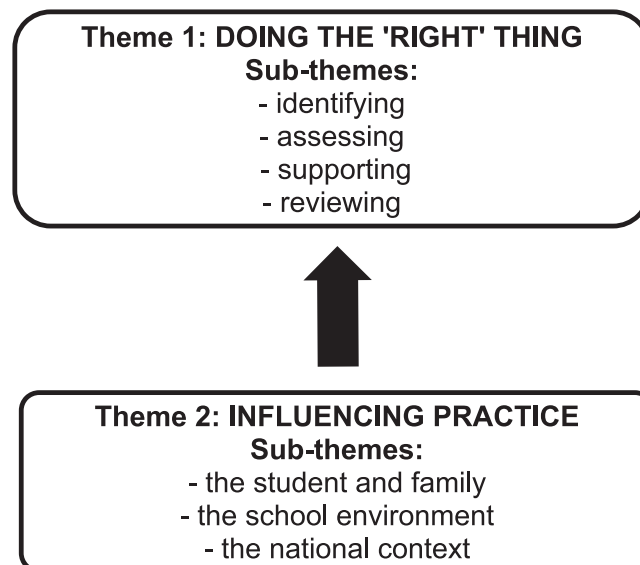 Theme 1: DOING THE 'RIGHT' THING
Sub-themes:
- identifying
- assessing
- supporting
- reviewing
Theme 2: INFLUENCING PRACTICE
Sub-themes:
- the student and family
- the school environment
- the national context